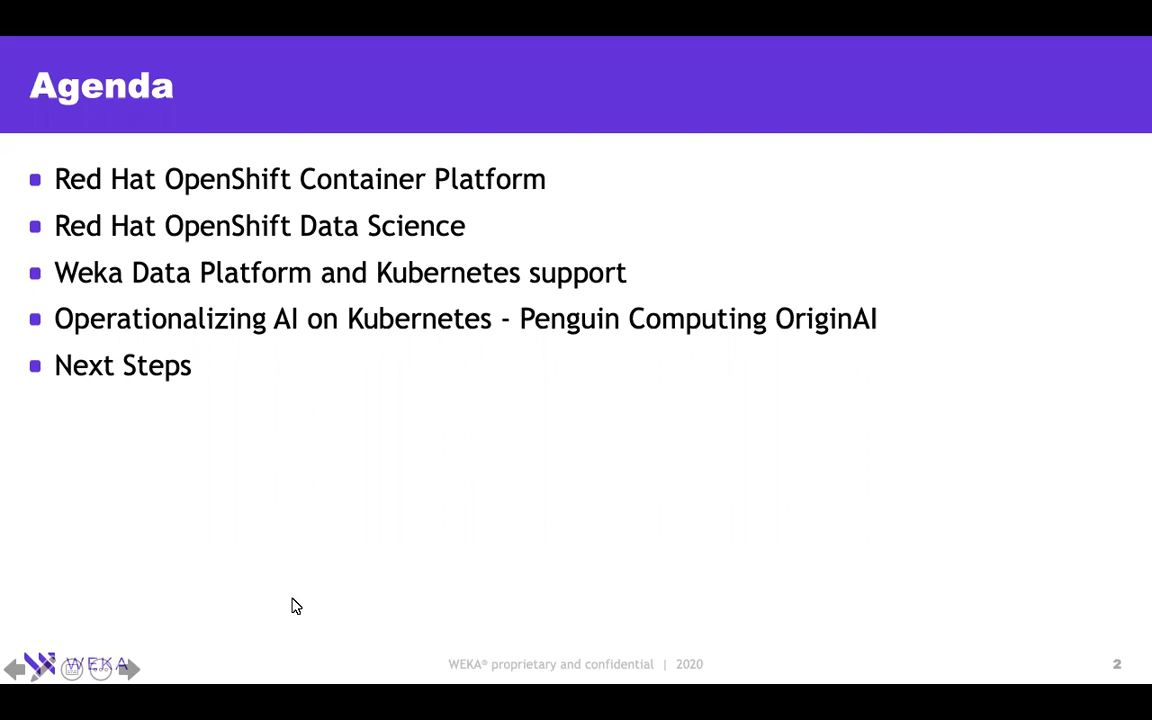 Agenda
Red Hat OpenShift Container Platform
Red Hat OpenShift Data Science
Weka Data Platform and Kubernetes support
Operationalizing AI on Kubernetes - Penguin Computing OriginAI
Next Steps
WEKA
WEKA® proprietary and confidential | 2020
2